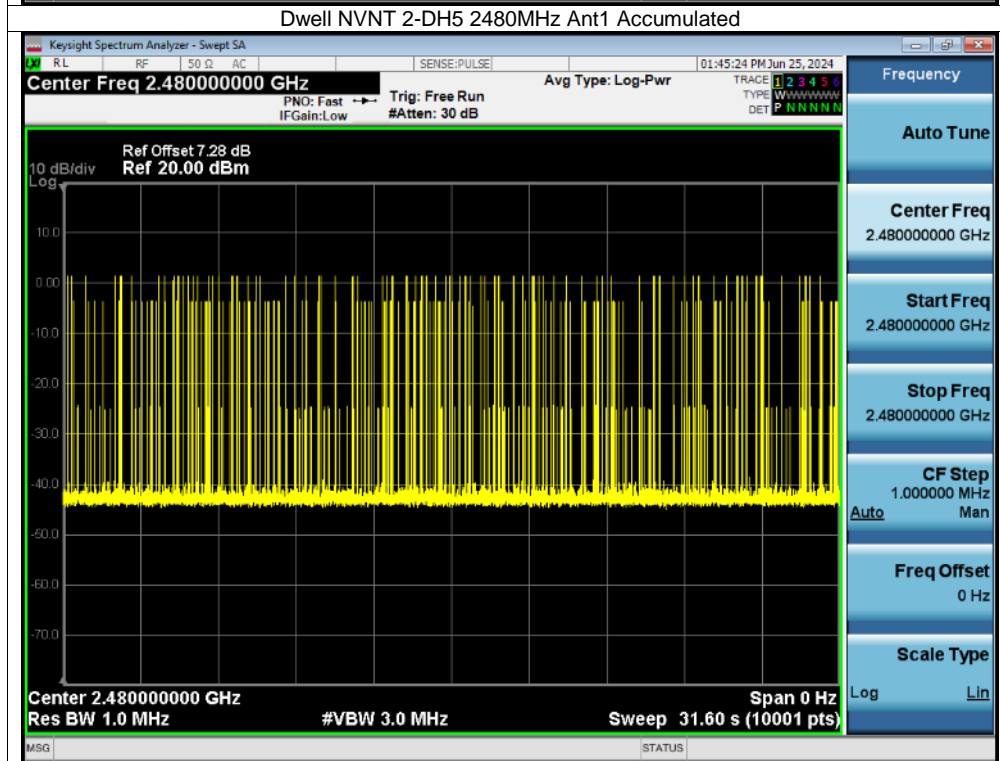 Dwell NVNT 2-DH5 2480MHz Ant1 Accumulated
Keysight Spectrum Analyzer - Swept SA
RL RF 50 Ω AC SENSE:PULSE 01:45:24 PM Jun 25, 2024
Center Freq 2.480000000 GHz
PNO: Fast
IFGain:Low
Trig: Free Run
#Atten: 30 dB
Avg Type: Log-Pwr
TRACE 1 2 3 4 5 6
TYPE WWWWWW
DET P NNNNN
Ref Offset 7.28 dB
10 dB/div Ref 20.00 dBm
Log
10.0
0.00
-10.0
-20.0
-30.0
-40.0
-50.0
-60.0
-70.0
Center 2.480000000 GHz Span 0 Hz
Res BW 1.0 MHz #VBW 3.0 MHz Sweep 31.60 s (10001 pts)
MSG STATUS
Frequency
Auto Tune
Center Freq
2.480000000 GHz
Start Freq
2.480000000 GHz
Stop Freq
2.480000000 GHz
CF Step
1.000000 MHz
Auto Man
Freq Offset
0 Hz
Scale Type
Log Lin